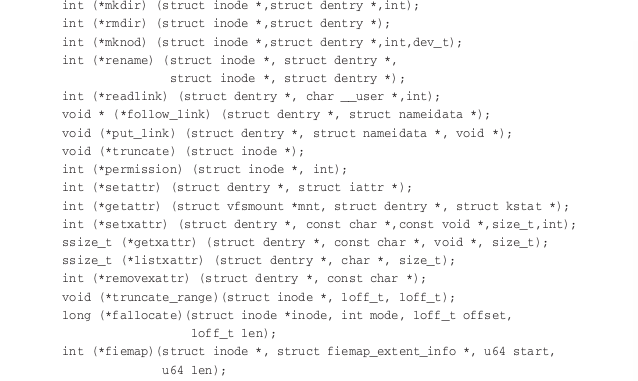 int (*mkdir) (struct inode *,struct dentry *,int);
int (*rmdir) (struct inode *,struct dentry *);
int (*mknod) (struct inode *,struct dentry *,int,dev_t);
int (*rename) (struct inode *, struct dentry *,
struct inode *, struct dentry *);
int (*readlink) (struct dentry *, char __user *,int);
void * (*follow_link) (struct dentry *, struct nameidata *);
void (*put_link) (struct dentry *, struct nameidata *, void *);
void (*truncate) (struct inode *);
int (*permission) (struct inode *, int);
int (*setattr) (struct dentry *, struct iattr *);
int (*getattr) (struct vfsmount *mnt, struct dentry *, struct kstat *);
int (*setxattr) (struct dentry *, const char *,const void *,size_t,int);
ssize_t (*getxattr) (struct dentry *, const char *, void *, size_t);
ssize_t (*listxattr) (struct dentry *, char *, size_t);
int (*removexattr) (struct dentry *, const char *);
void (*truncate_range)(struct inode *, loff_t, loff_t);
long (*fallocate)(struct inode *inode, int mode, loff_t offset,
loff_t len);
int (*fiemap)(struct inode *, struct fiemap_extent_info *, u64 start,
u64 len);